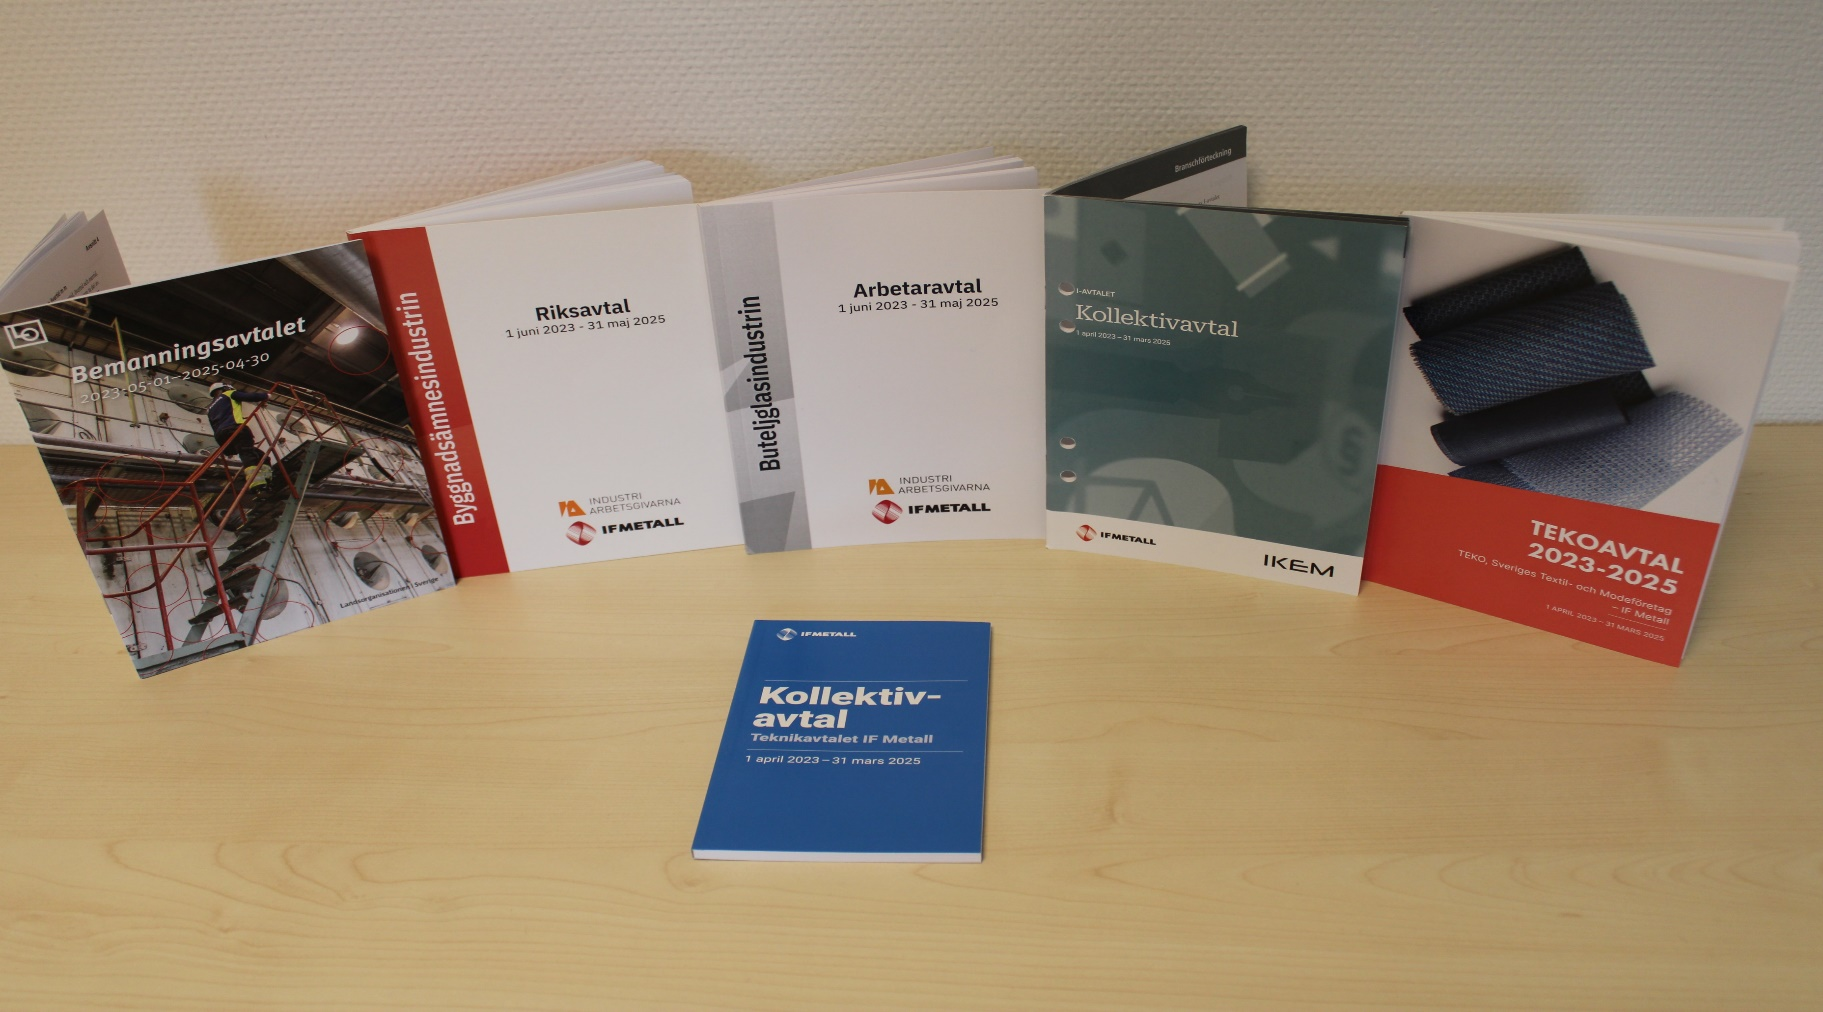 LO
Bemanningsavtalet
2023-05-01–2025-04-30
Landsorganisationen i Sverige
Byggnadsämnesindustrin
Riksavtal
1 juni 2023 - 31 maj 2025
INDUSTRI
ARBETSGIVARNA
IFMETALL
Buteljglasindustrin
Arbetaravtal
1 juni 2023 - 31 maj 2025
INDUSTRI
ARBETSGIVARNA
IFMETALL
Branschförteckning
I-AVTALET
Kollektivavtal
1 april 2023 – 31 mars 2025
IFMETALL
IKEM
TEKOAVTAL
2023-2025
TEKO, Sveriges Textil- och Modeföretag
– IF Metall
1 APRIL 2023 – 31 MARS 2025
IFMETALL
Kollektiv-
avtal
Teknikavtalet IF Metall
1 april 2023 – 31 mars 2025